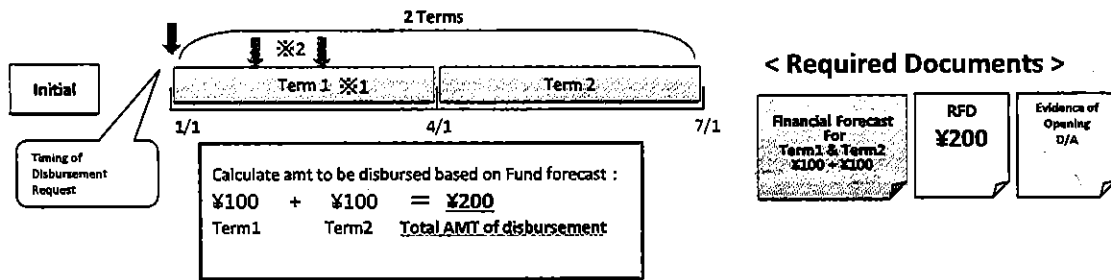 2 Terms
※2
Initial
Term 1 ※1
Term 2
1/1
4/1
7/1
Timing of
Disbursement
Request
Calculate amt to be disbursed based on Fund forecast :
¥100 + ¥100 = ¥200
Term1 Term2 Total AMT of disbursement
< Required Documents >
Financial Forecast
For
Term1 & Term2
¥100 + ¥100
RFD
¥200
Evidence of
Opening
D/A